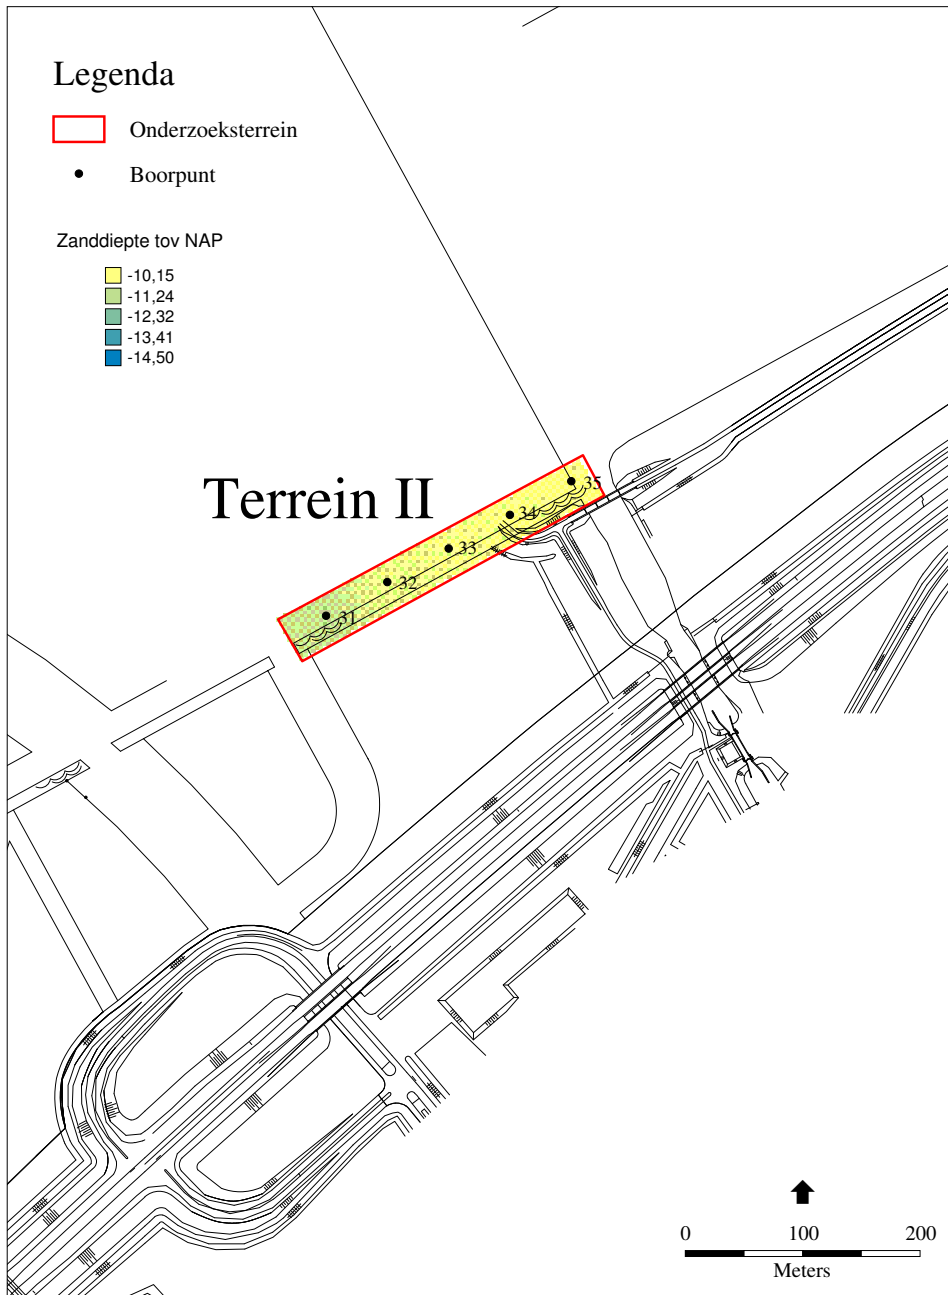 Legenda
Onderzoeksterrein
Boorpunt
Zanddiepte tov NAP
-10,15
-11,24
-12,32
-13,41
-14,50
Terrein II
35
34
33
32
31
0 100 200
Meters